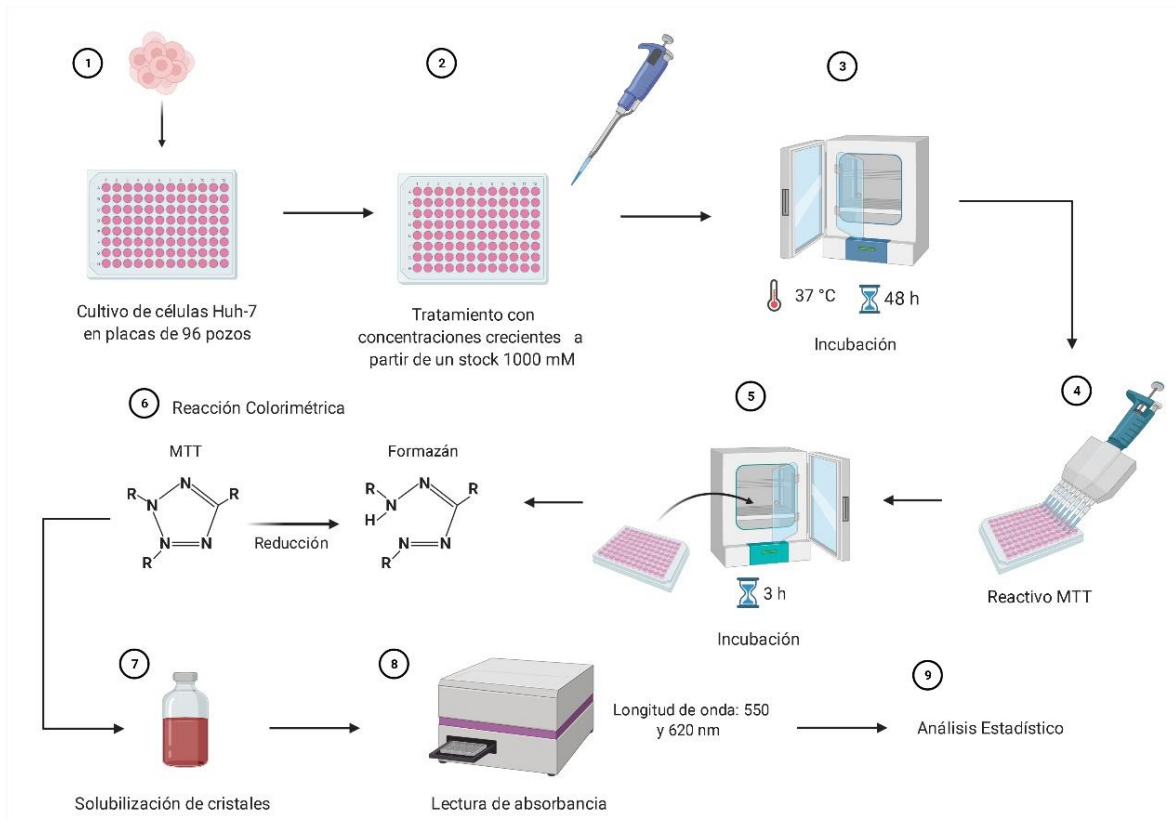 1
2
3
Cultivo de células Huh-7
en placas de 96 pozos
Tratamiento con
concentraciones crecientes a
partir de un stock 1000 mM
37 °C
48 h
Incubación
4
Reactivo MTT
5
3 h
Incubación
6
Reacción Colorimétrica
MTT
R
N
N
R
N
N
R
Reducción
Formazán
R
N
N
R
H
N
N
R
7
Solubilización de cristales
8
Lectura de absorbancia
Longitud de onda: 550
y 620 nm
9
Análisis Estadístico